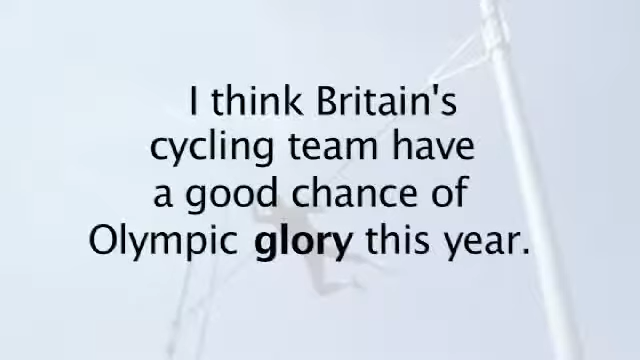 I think Britain's
cycling team have
a good chance of
Olympic glory this year.